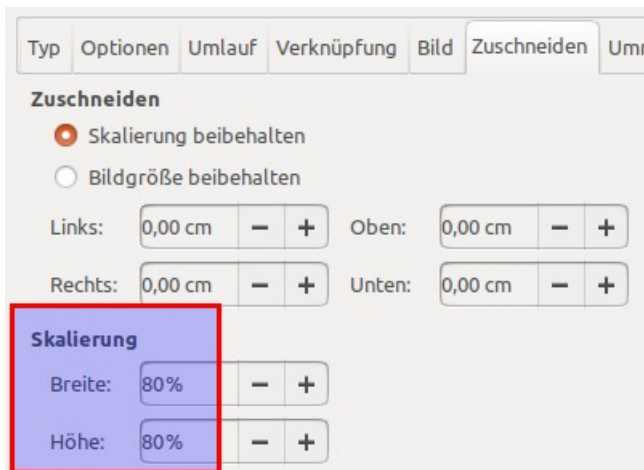 Typ Optionen Umlauf Verknüpfung Bild Zuschneiden
Zuschneiden
Skalierung beibehalten
Bildgröße beibehalten
Links: 0,00 cm − + Oben: 0,00 cm − +
Rechts: 0,00 cm − + Unten: 0,00 cm − +
Skalierung
Breite: 80% − +
Höhe: 80% − +